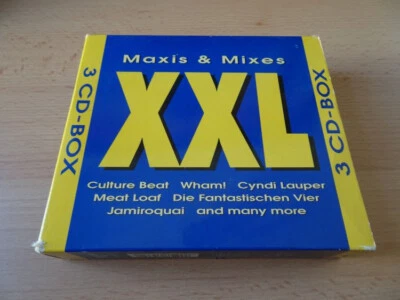 Maxis & Mixes
XXL
3 CD-BOX
3 CD-BOX
Culture Beat Wham! Cyndi Lauper
Meat Loaf Die Fantastischen Vier
Jamiroquai and many more